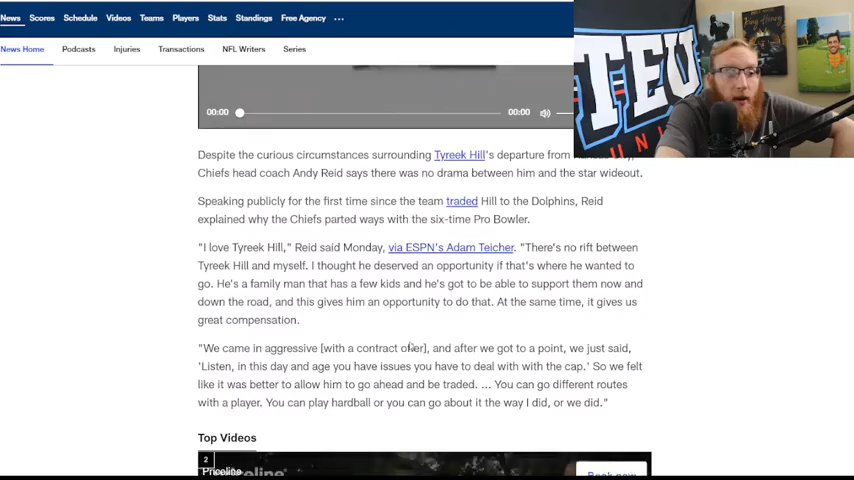 News Scores Schedule Videos Teams Players Stats Standings Free Agency ...
News Home Podcasts Injuries Transactions NFL Writers Series
00:00 00:00
TEU
UNI
Despite the curious circumstances surrounding Tyreek Hill's departure from
Chiefs head coach Andy Reid says there was no drama between him and the star wideout.
Speaking publicly for the first time since the team traded Hill to the Dolphins, Reid
explained why the Chiefs parted ways with the six-time Pro Bowler.
"I love Tyreek Hill," Reid said Monday, via ESPN's Adam Teicher. "There's no rift between
Tyreek Hill and myself. I thought he deserved an opportunity if that's where he wanted to
go. He's a family man that has a few kids and he's got to be able to support them now and
down the road, and this gives him an opportunity to do that. At the same time, it gives us
great compensation.
"We came in aggressive [with a contract offer], and after we got to a point, we just said,
'Listen, in this day and age you have issues you have to deal with with the cap.' So we felt
like it was better to allow him to go ahead and be traded. ... You can go different routes
with a player. You can play hardball or you can go about it the way I did, or we did."
Top Videos
2
Priceline
priceline
Book now